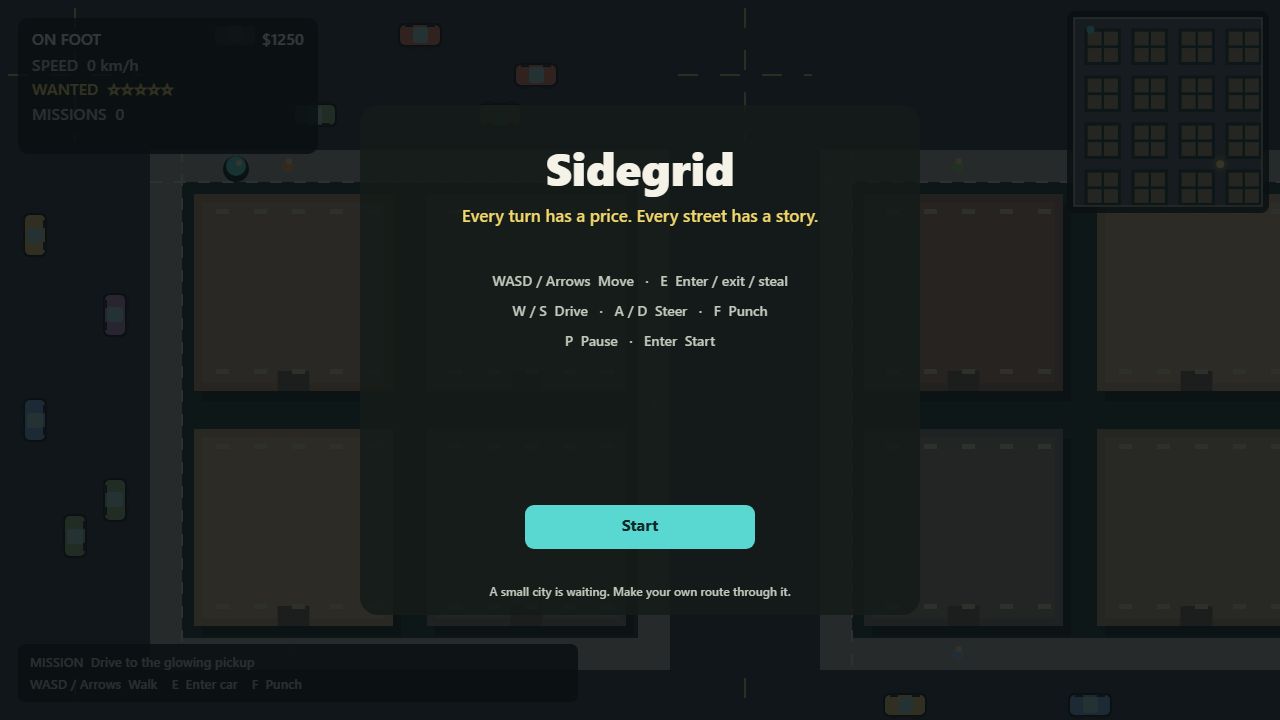 ON FOOT $1250
SPEED 0 km/h
WANTED ☆☆☆☆☆
MISSIONS 0
Sidegrid
Every turn has a price. Every street has a story.
WASD / Arrows Move · E Enter / exit / steal
W / S Drive · A / D Steer · F Punch
P Pause · Enter Start
Start
A small city is waiting. Make your own route through it.
MISSION Drive to the glowing pickup
WASD / Arrows Walk E Enter car F Punch